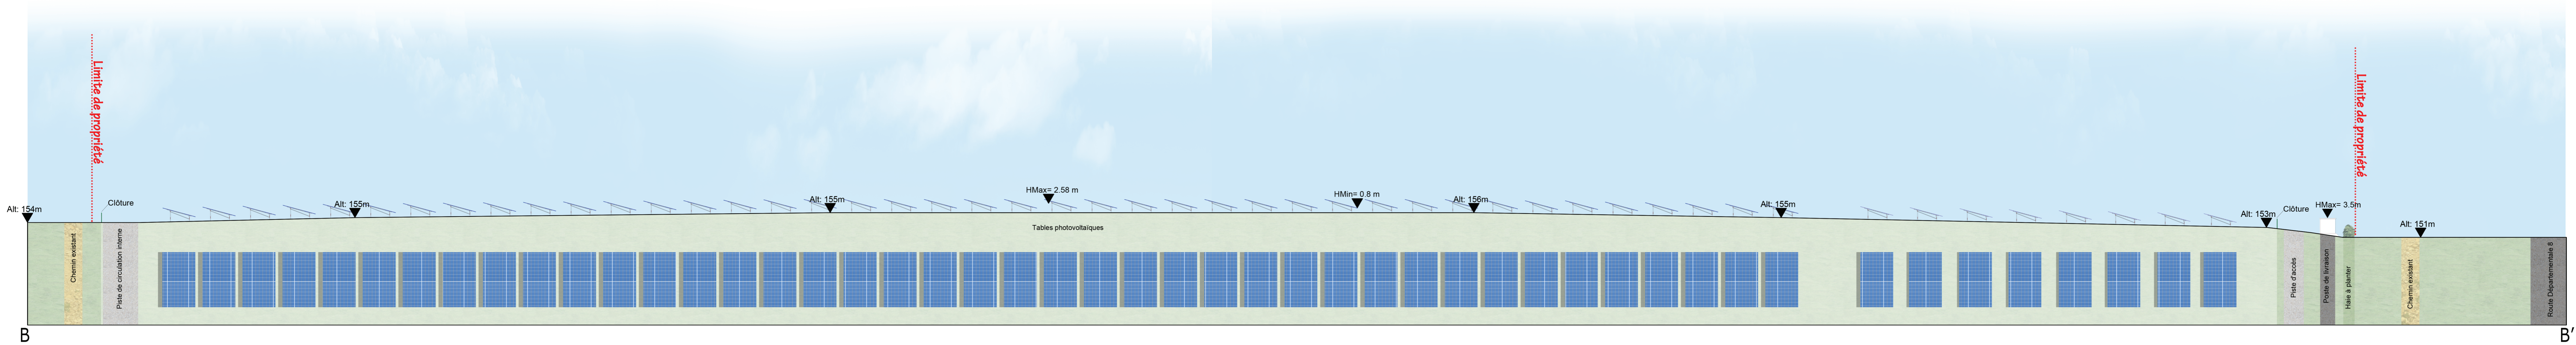 Limite de propriété
Limite de propriété
HMax= 2.58 m
HMin= 0.8 m
Clôture
Alt: 155m
Alt: 155m
Alt: 156m
Alt: 155m
HMax= 3.5m
Alt: 154m
Clôture
Alt: 153m
Alt: 151m
Tables photovoltaïques
Chemin existant
Piste de circulation interne
Piste d'accès
Poste de livraison
Haie à planter
Chemin existant
Route Départementale 8
B
B'